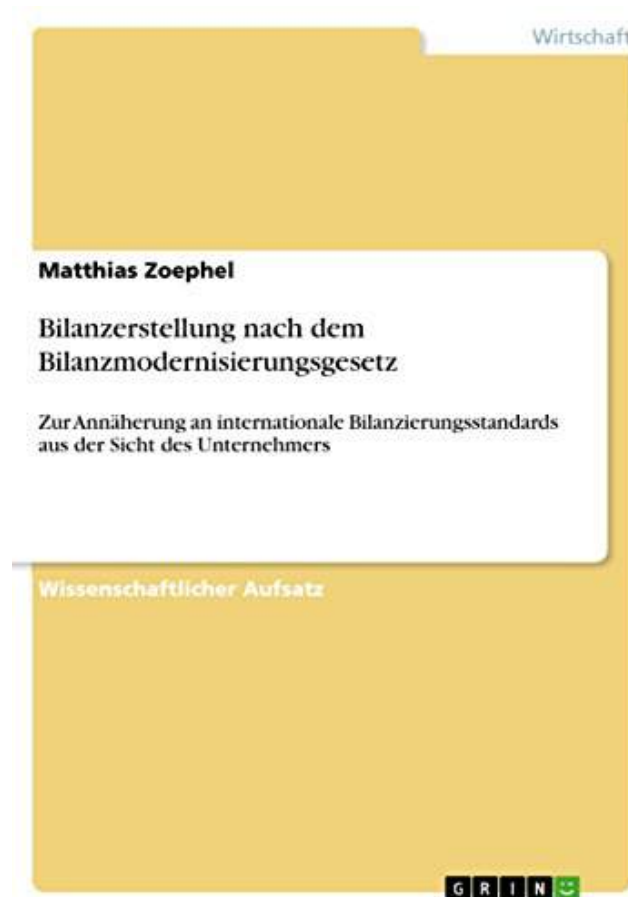 Wirtschaft
Matthias Zoephel
Bilanzerstellung nach dem
Bilanzmodernisierungsgesetz
Zur Annäherung an internationale Bilanzierungsstandards
aus der Sicht des Unternehmers
Wissenschaftlicher Aufsatz
GRIN